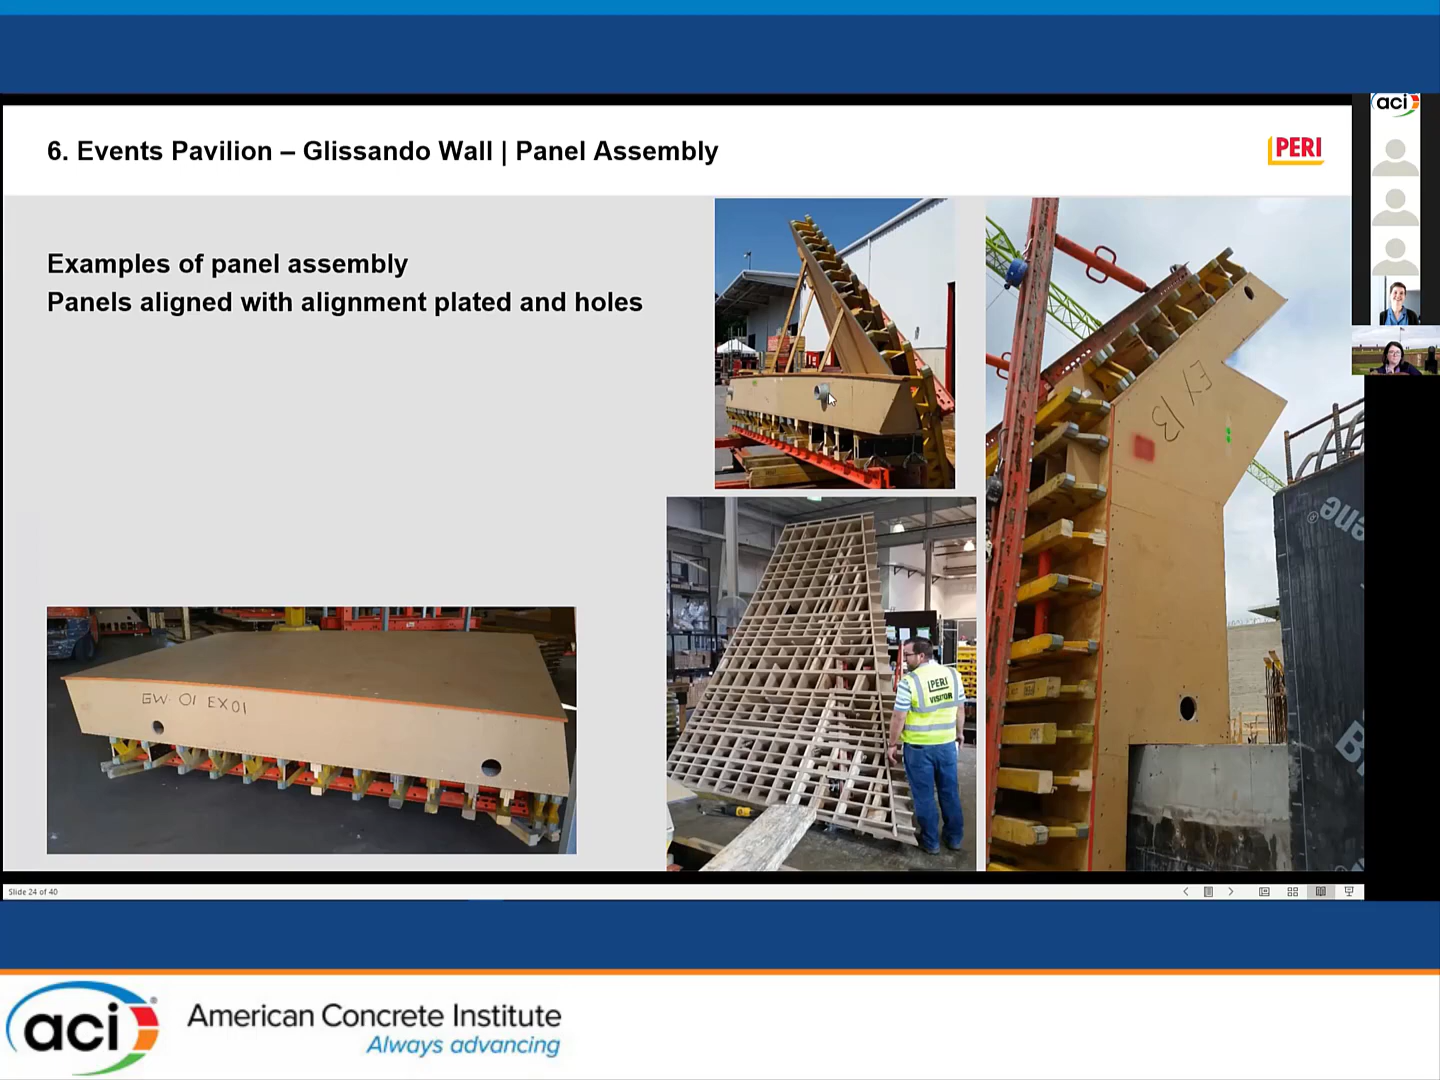 aci
6. Events Pavilion – Glissando Wall | Panel Assembly
PERI
Examples of panel assembly
Panels aligned with alignment plated and holes
EX 13
GW 01 EX01
PERI
VISITOR
ene®
B
Slide 24 of 40
aci®
American Concrete Institute
Always advancing